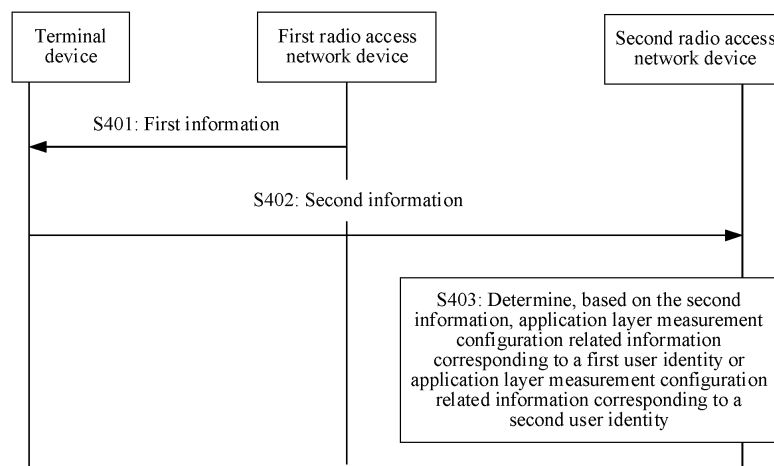 Terminal
device
First radio access
network device
Second radio access
network device
S401: First information
S402: Second information
S403: Determine, based on the second
information, application layer measurement
configuration related information
corresponding to a first user identity or
application layer measurement configuration
related information corresponding to a
second user identity